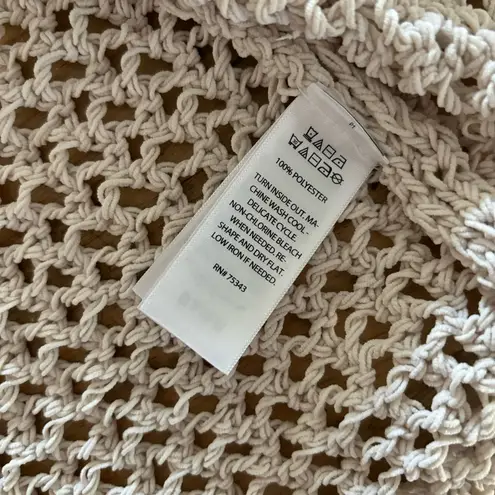 100% POLYESTER
TURN INSIDE OUT. MA-
CHINE WASH COOL -
DELICATE CYCLE.
NON-CHLORINE BLEACH
WHEN NEEDED. RE-
SHAPE AND DRY FLAT.
LOW IRON IF NEEDED.
RN# 75343